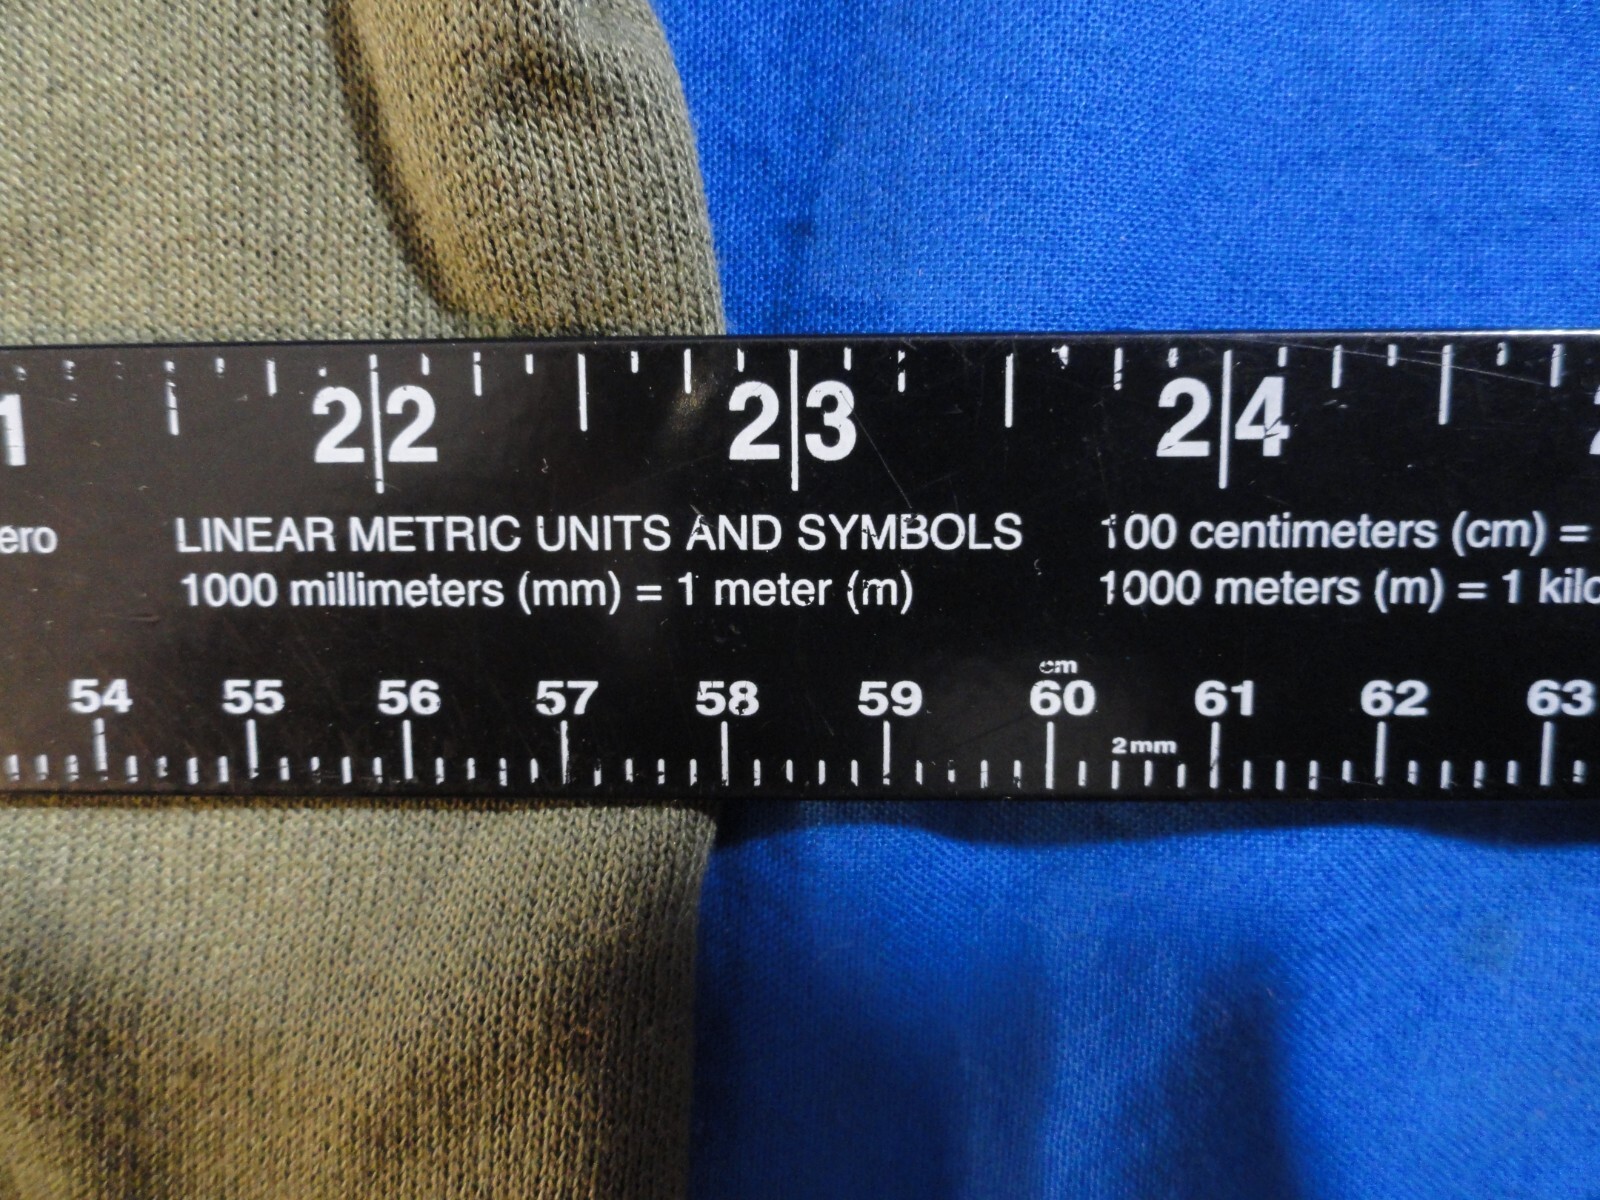 1 22 23 24 2
ero LINEAR METRIC UNITS AND SYMBOLS 100 centimeters (cm) =
1000 millimeters (mm) = 1 meter (m) 1000 meters (m) = 1 kilo
cm
54 55 56 57 58 59 60 61 62 63
2mm